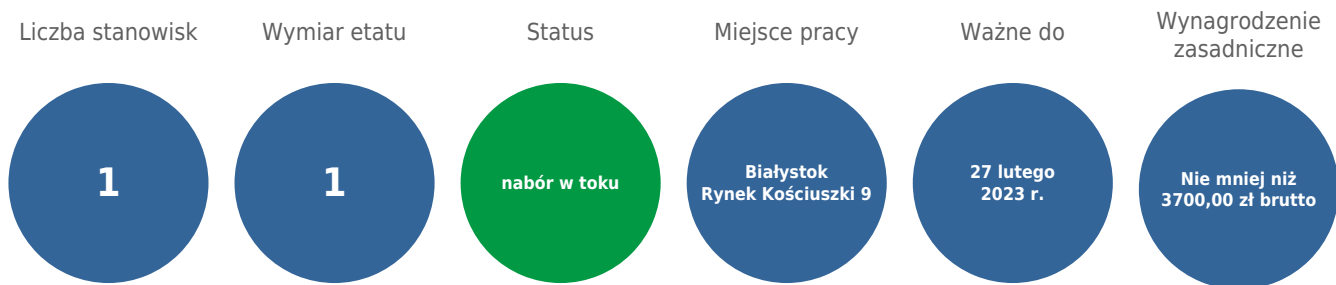 Liczba stanowisk
1
Wymiar etatu
1
Status
nabór w toku
Miejsce pracy
Białystok
Rynek Kościuszki 9
Ważne do
27 lutego
2023 r.
Wynagrodzenie
zasadniczne
Nie mniej niż
3700,00 zł brutto